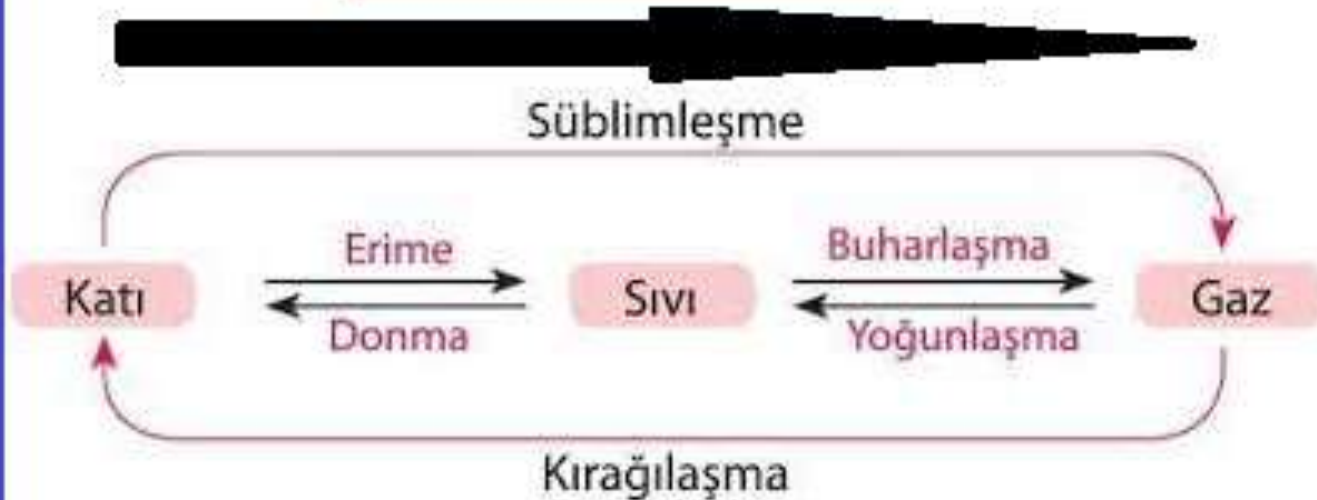 Süblimleşme
Erime
Buharlaşma
Katı
Sıvı
Gaz
Donma
Yoğunlaşma
Kırağılaşma